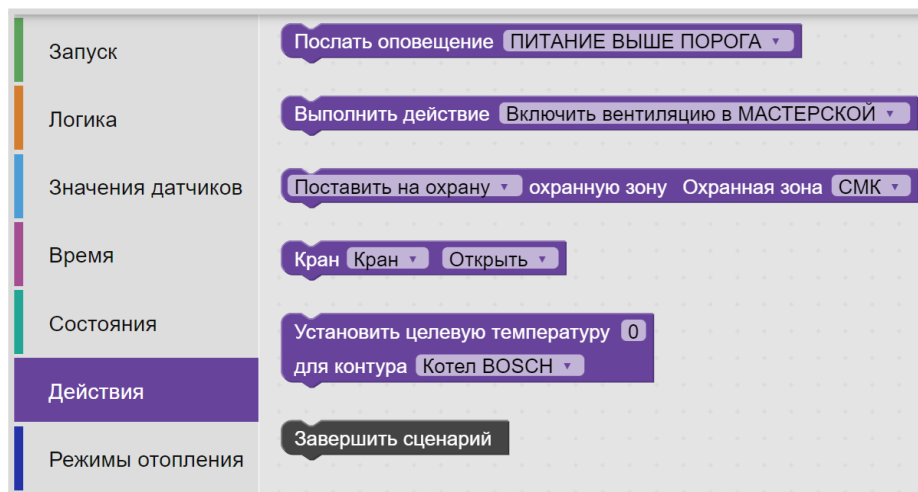 Запуск
Логика
Значения датчиков
Время
Состояния
Действия
Режимы отопления
Послать оповещение ПИТАНИЕ ВЫШЕ ПОРОГА
Выполнить действие Включить вентиляцию в МАСТЕРСКОЙ
Поставить на охрану охранную зону Охранная зона СМК
Кран Кран Открыть
Установить целевую температуру 0
для контура Котел BOSCH
Завершить сценарий